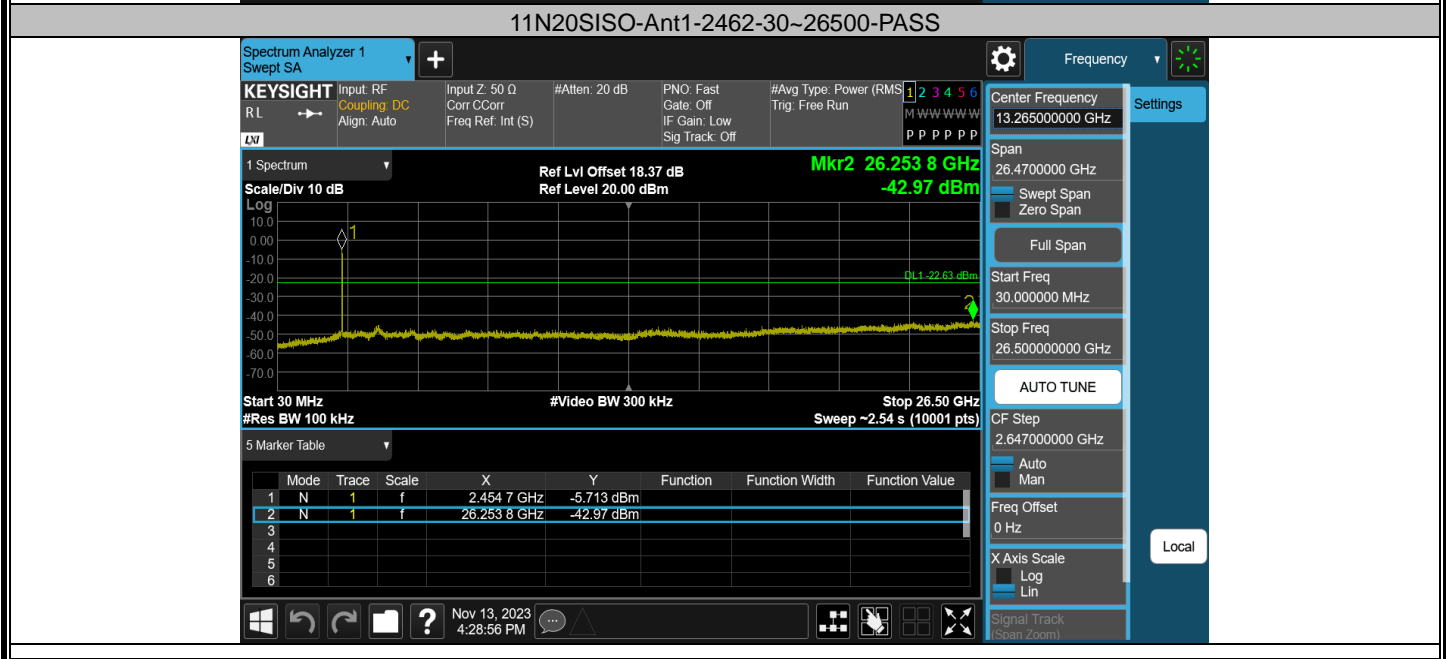 11N20SISO-Ant1-2462-30~26500-PASS
Spectrum Analyzer 1
Swept SA
+
Frequency
KEYSIGHT
R L
LXI
Input: RF
Coupling: DC
Align: Auto
Input Z: 50 Ω
Corr CCorr
Freq Ref: Int (S)
#Atten: 20 dB
PNO: Fast
Gate: Off
IF Gain: Low
Sig Track: Off
#Avg Type: Power (RMS
Trig: Free Run
1 2 3 4 5 6
M W W W W W
P P P P P P
Center Frequency
13.265000000 GHz
Settings
Span
26.4700000 GHz
Swept Span
Zero Span
Full Span
Start Freq
30.000000 MHz
Stop Freq
26.500000000 GHz
AUTO TUNE
CF Step
2.647000000 GHz
Auto
Man
Freq Offset
0 Hz
X Axis Scale
Log
Lin
Signal Track
(Span Zoom)
Local
1 Spectrum
Scale/Div 10 dB
Ref Lvl Offset 18.37 dB
Ref Level 20.00 dBm
Mkr2 26.253 8 GHz
-42.97 dBm
Log
10.0
0.00
-10.0
-20.0
-30.0
-40.0
-50.0
-60.0
-70.0
1
DL1 -22.63 dBm
2
Start 30 MHz
#Video BW 300 kHz
Stop 26.50 GHz
#Res BW 100 kHz
Sweep ~2.54 s (10001 pts)
5 Marker Table
Mode Trace Scale X Y Function Function Width Function Value
1 N 1 f 2.454 7 GHz -5.713 dBm
2 N 1 f 26.253 8 GHz -42.97 dBm
3
4
5
6
?
Nov 13, 2023
4:28:56 PM